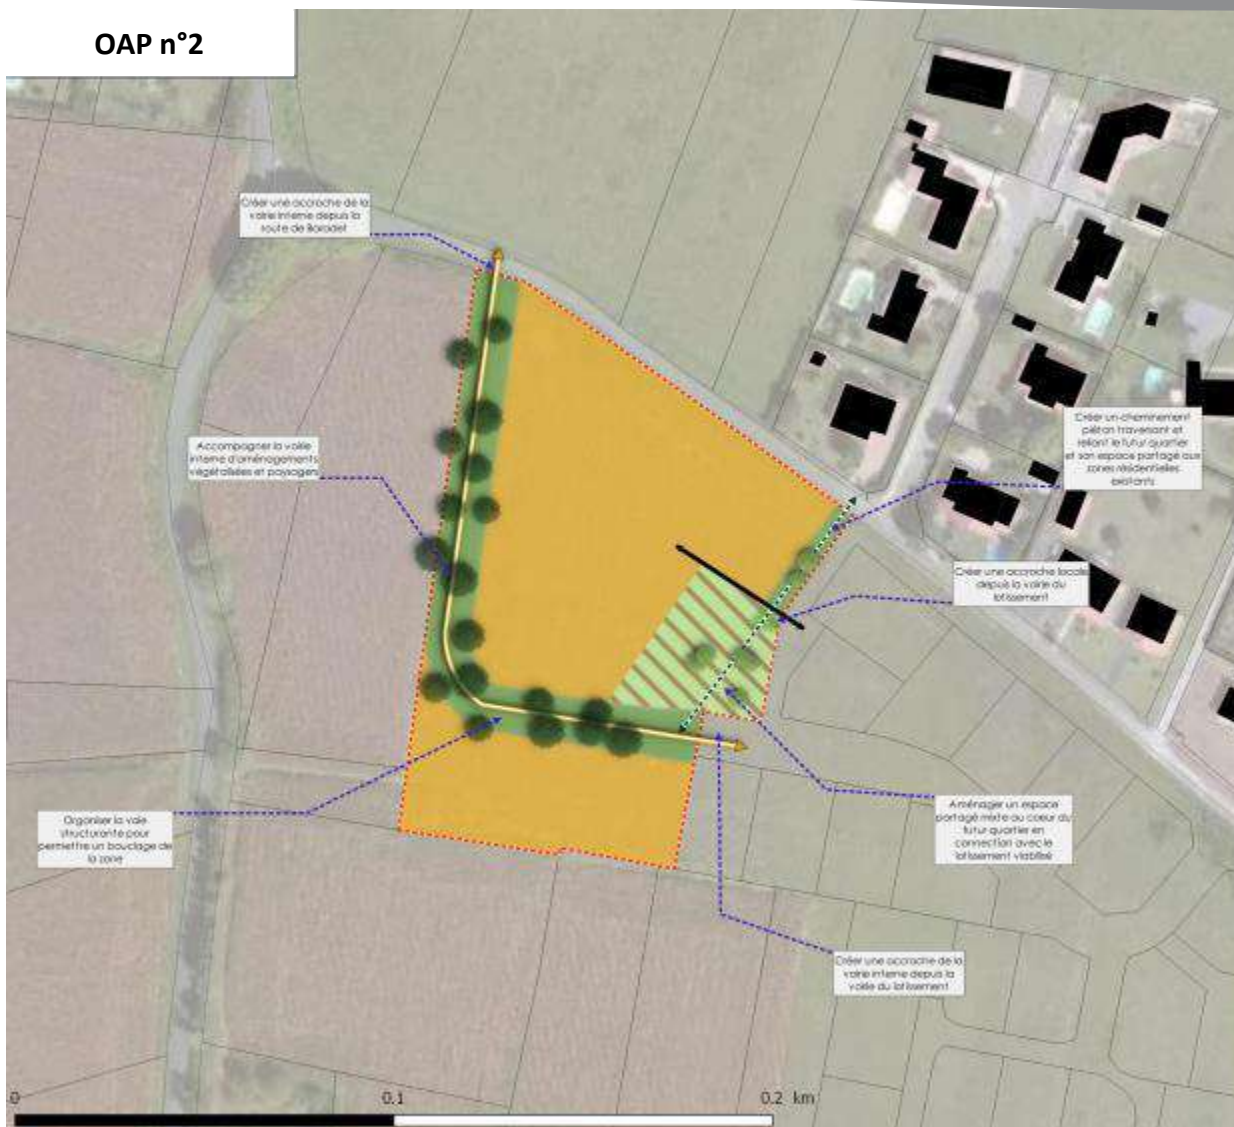 OAP n°2
Créer une accroche de la
voirie interne depuis la
route de Baradet
Accompagner la voirie
interne d'aménagements
végétalisées et paysagers
Créer un cheminement
piéton traversant et
reliant le futur quartier
et son espace partagé aux
zones résidentielles
existants
Créer une accroche locale
depuis la voirie du
lotissement
Organiser la voie
structurante pour
permettre un bouclage de
la zone
Aménager un espace
partagé mixte au coeur du
futur quartier en
connection avec le
lotissement viabilisé
Créer une accroche de la
voirie interne depuis la
voirie du lotissement
0 0.1 0.2 km